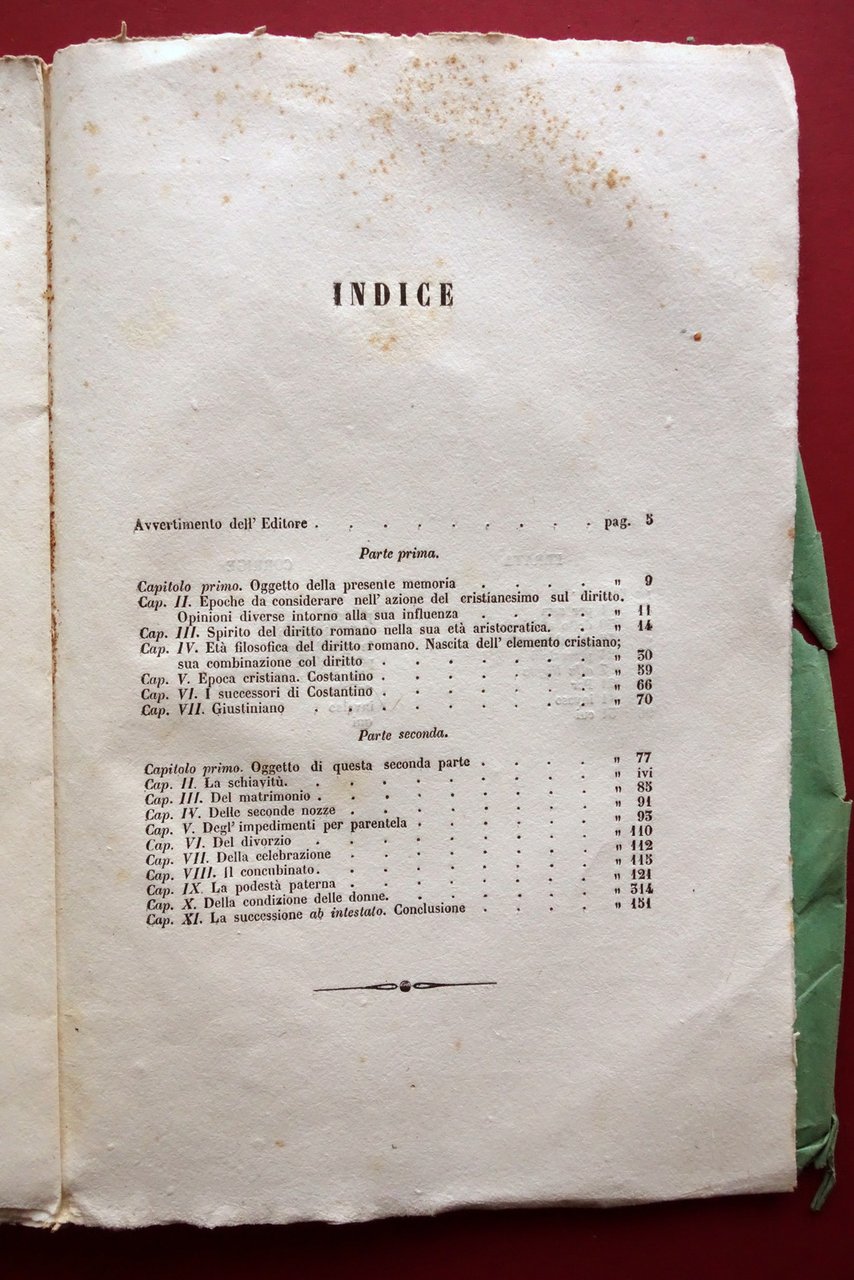 INDICE
Avvertimento dell' Editore . . . . . . . . . pag. 5
Parte prima.
Capitolo primo. Oggetto della presente memoria . . . . " 9
Cap. II. Epoche da considerare nell' azione del cristianesimo sul diritto.
Opinioni diverse intorno alla sua influenza . . . . " 11
Cap. III. Spirito del diritto romano nella sua età aristocratica. . . " 14
Cap. IV. Età filosofica del diritto romano. Nascita dell' elemento cristiano;
sua combinazione col diritto . . . . . . . " 30
Cap. V. Epoca cristiana. Costantino . . . . . . . " 59
Cap. VI. I successori di Costantino . . . . . . . " 66
Cap. VII. Giustiniano . . . . . . . . . " 70
Parte seconda.
Capitolo primo. Oggetto di questa seconda parte . . . . " 77
Cap. II. La schiavitù. . . . . . . . . . " ivi
Cap. III. Del matrimonio . . . . . . . . . " 85
Cap. IV. Delle seconde nozze . . . . . . . . " 91
Cap. V. Degl' impedimenti per parentela . . . . . . " 93
Cap. VI. Del divorzio . . . . . . . . . " 110
Cap. VII. Della celebrazione . . . . . . . . " 112
Cap. VIII. Il concubinato. . . . . . . . . " 115
Cap. IX. La podestà paterna . . . . . . . . " 121
Cap. X. Della condizione delle donne. . . . . . . " 314
Cap. XI. La successione ab intestato. Conclusione . . . . " 151